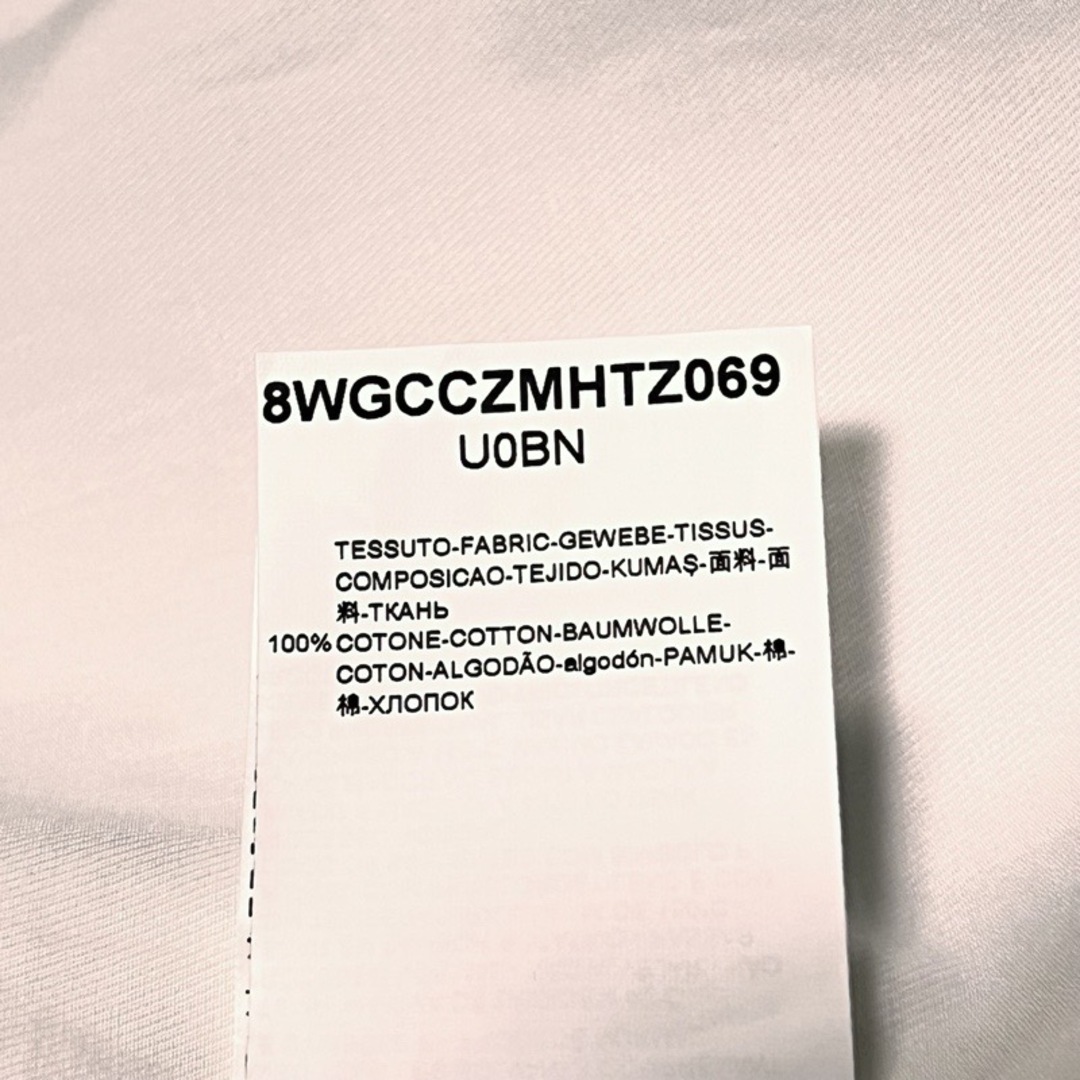 8WGCCZMHTZ069
U0BN
TESSUTO-FABRIC-GEWEBE-TISSUS-
COMPOSICAO-TEJIDO-KUMAŞ-面料-面
料-ТКАНЬ
100% COTONE-COTTON-BAUMWOLLE-
COTON-ALGODÃO-algodón-PAMUK-棉-
棉-ХЛОПОК